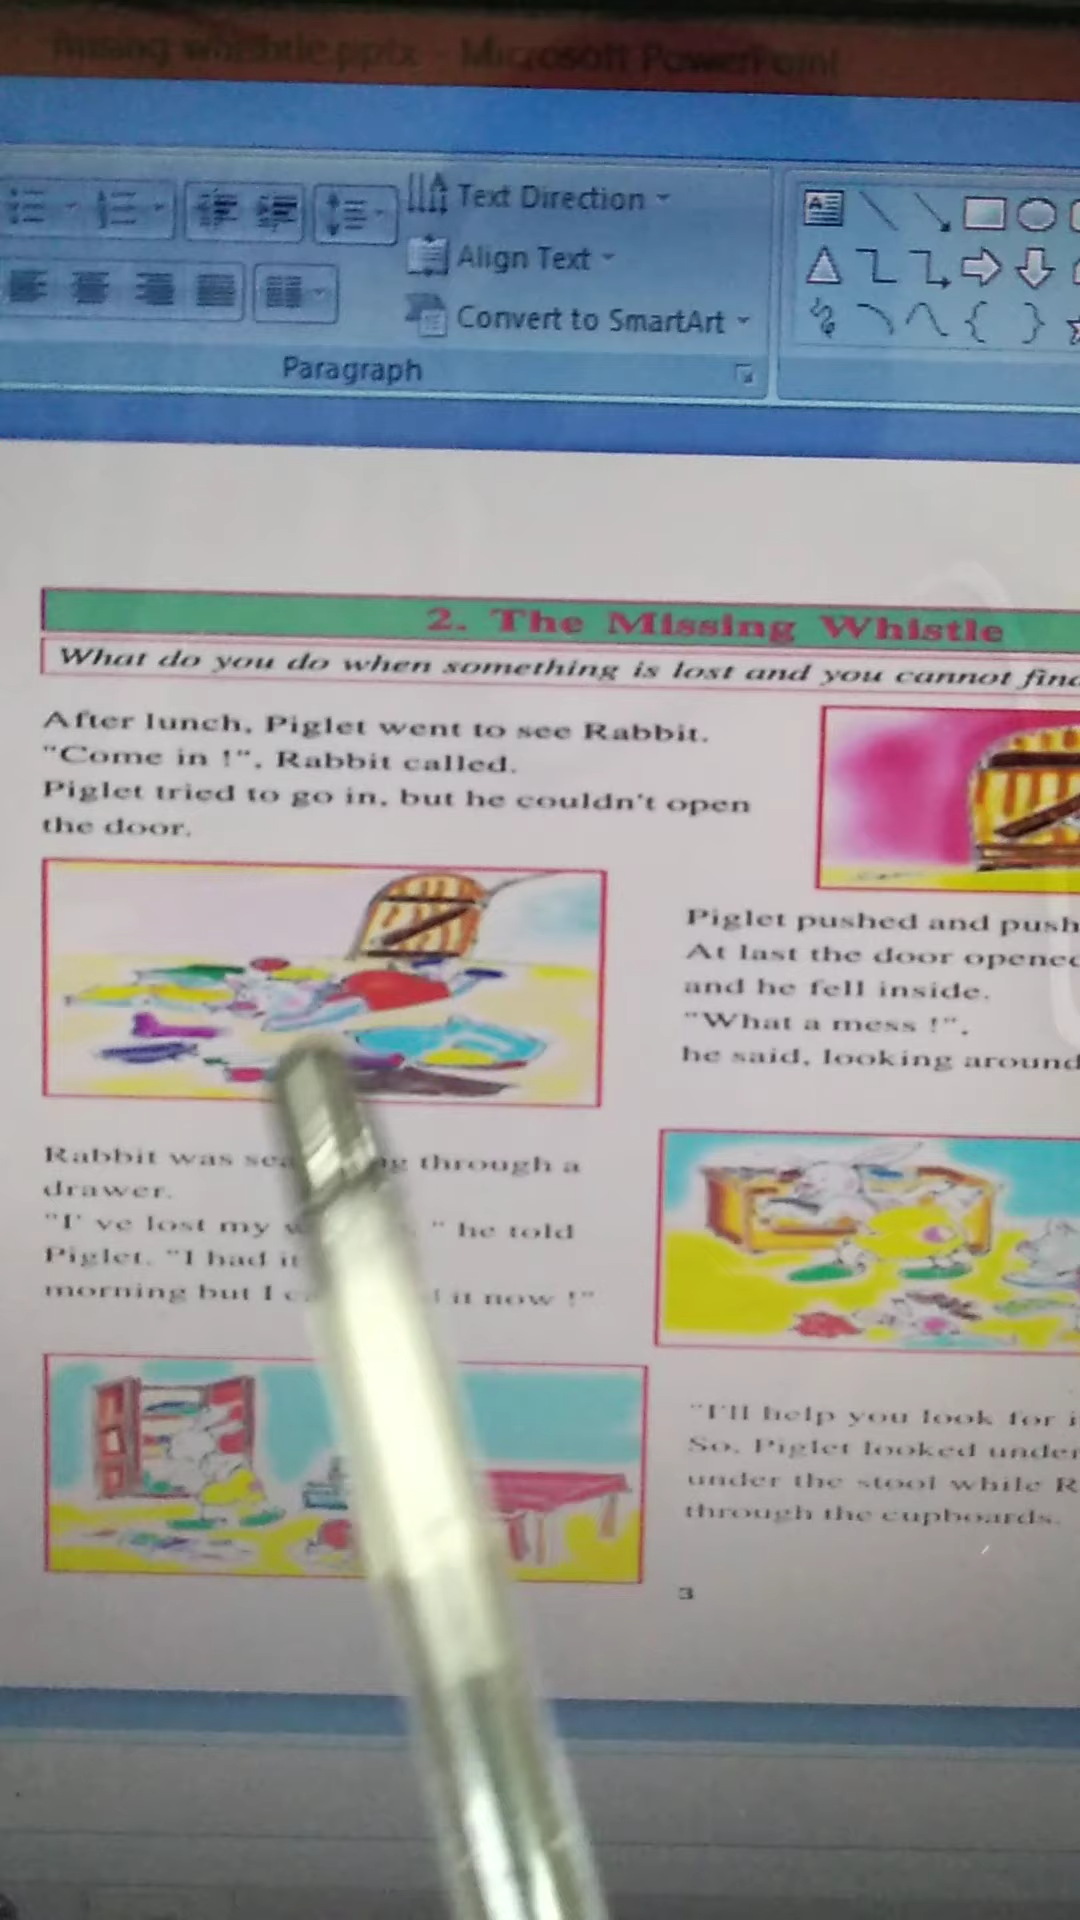 missing whistle.pptx - Microsoft PowerPoint
Text Direction
Align Text
Convert to SmartArt
Paragraph
2. The Missing Whistle
What do you do when something is lost and you cannot find
After lunch, Piglet went to see Rabbit.
"Come in !", Rabbit called.
Piglet tried to go in, but he couldn't open
the door.
Piglet pushed and push
At last the door opened
and he fell inside.
"What a mess !",
he said, looking around
Rabbit was through a
drawer.
"I' ve lost my " he told
Piglet. "I had it
morning but I it now !"
"I'll help you look for i
So, Piglet looked under
under the stool while R
through the cupboards.
3